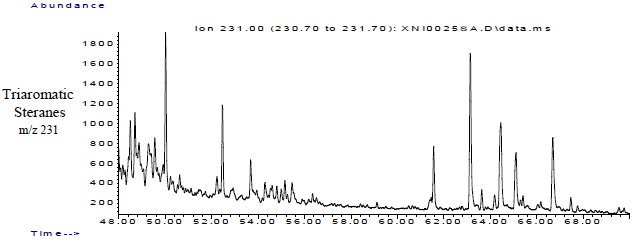 Abundance
Ion 231.00 (230.70 to 231.70): XNI0025SA.D\data.ms
1800
1600
Triaromatic
1400
Steranes
1200
m/z 231
1000
800
600
400
200
48.00 50.00 52.00 54.00 56.00 58.00 60.00 62.00 64.00 66.00 68.00
Time-->